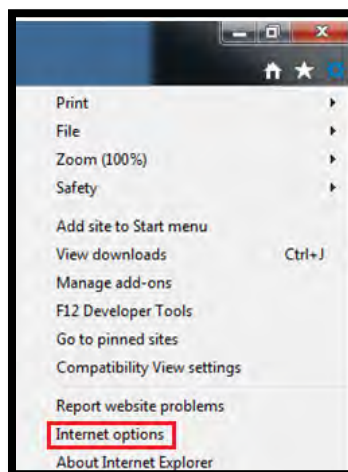 Print
File
Zoom (100%)
Safety
Add site to Start menu
View downloads Ctrl+J
Manage add-ons
F12 Developer Tools
Go to pinned sites
Compatibility View settings
Report website problems
Internet options
About Internet Explorer